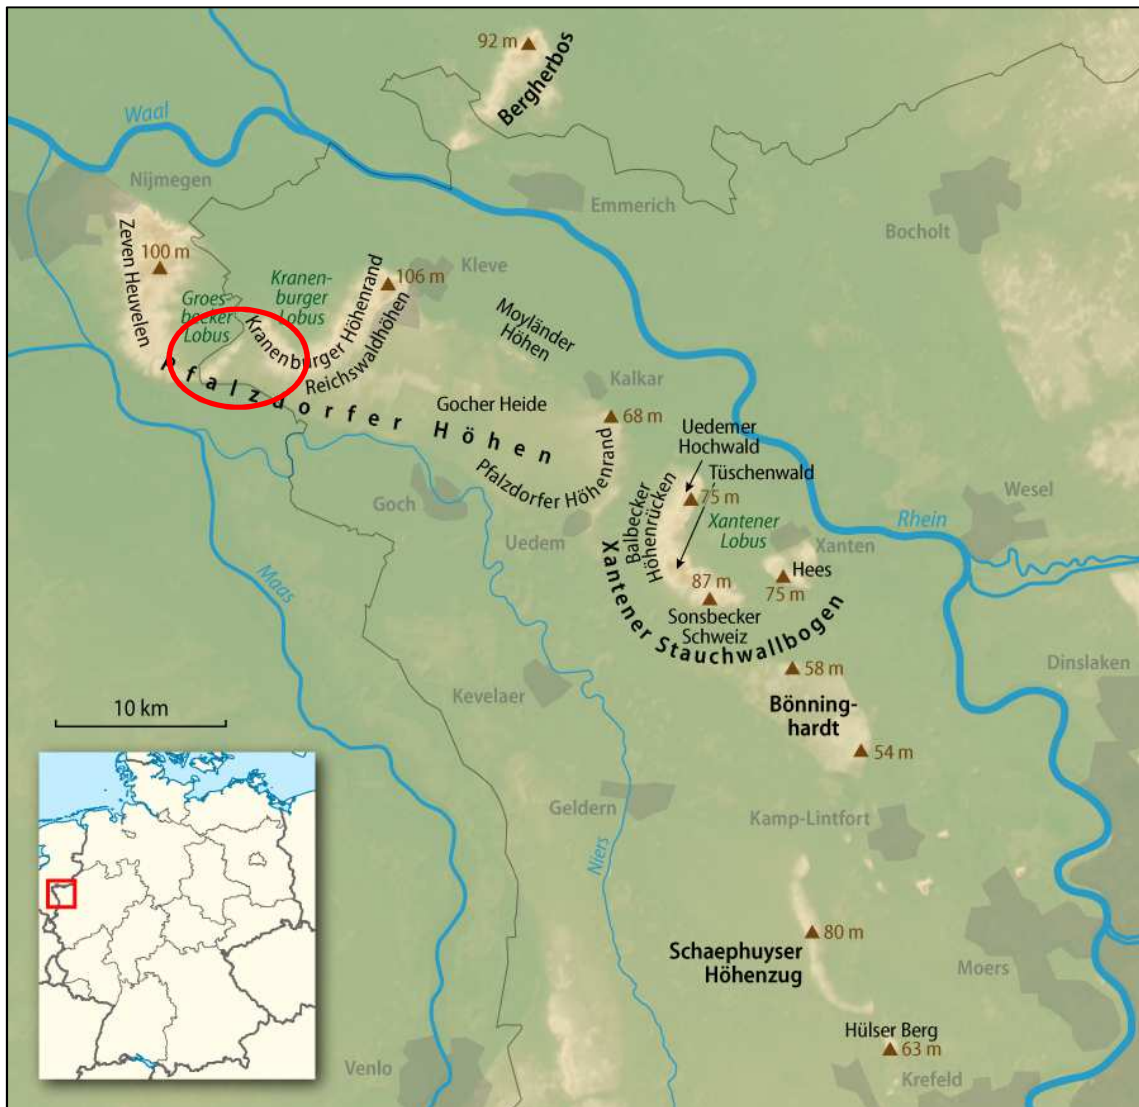 92 m
Bergherbos
Waal
Nijmegen
Emmerich
Bocholt
Zeven Heuvelen
100 m
Groes-
becker
Lobus
Kranen-
burger
Lobus
Kranenburger Höhenrand
Reichswaldhöhen
106 m
Kleve
Moyländer
Höhen
Kalkar
68 m
Pfalzdorfer Höhen
Gocher Heide
Pfalzdorfer Höhenrand
Goch
Uedem
Uedemer
Hochwald
Tüschenwald
75 m
Balbecker
Höhenrücken
Xantener
Lobus
Xanten
Hees
75 m
87 m
Sonsbecker
Schweiz
Xantener Stauchwallbogen
Rhein
Wesel
Maas
Kevelaer
58 m
Bönning-
hardt
54 m
Dinslaken
10 km
Geldern
Niers
Kamp-Lintfort
80 m
Schaephuyser
Höhenzug
Moers
Hülser Berg
63 m
Krefeld
Venlo